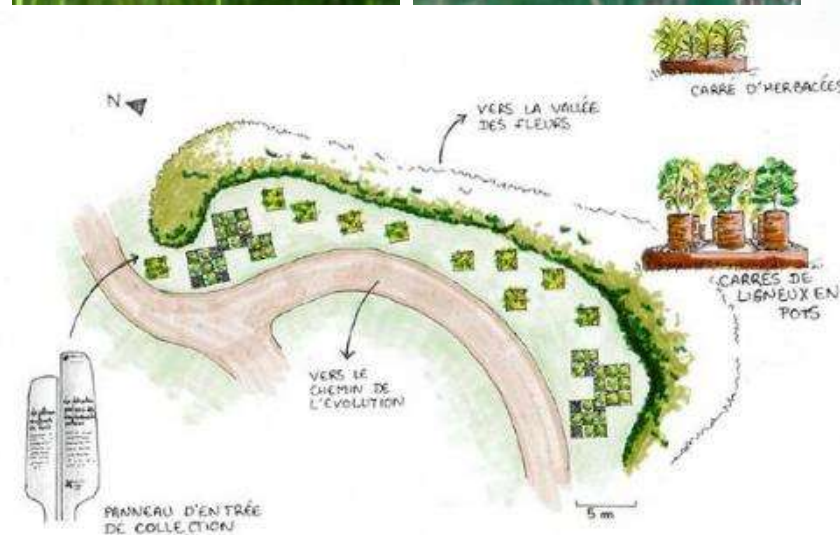 CARRÉ D'HERBACÉES
N
VERS LA VALLÉE
DES FLEURS
CARRÉS DE
LIGNEUX EN
POTS
VERS LE
CHEMIN DE
L'ÉVOLUTION
PANNEAU D'ENTRÉE
DE COLLECTION
5 m